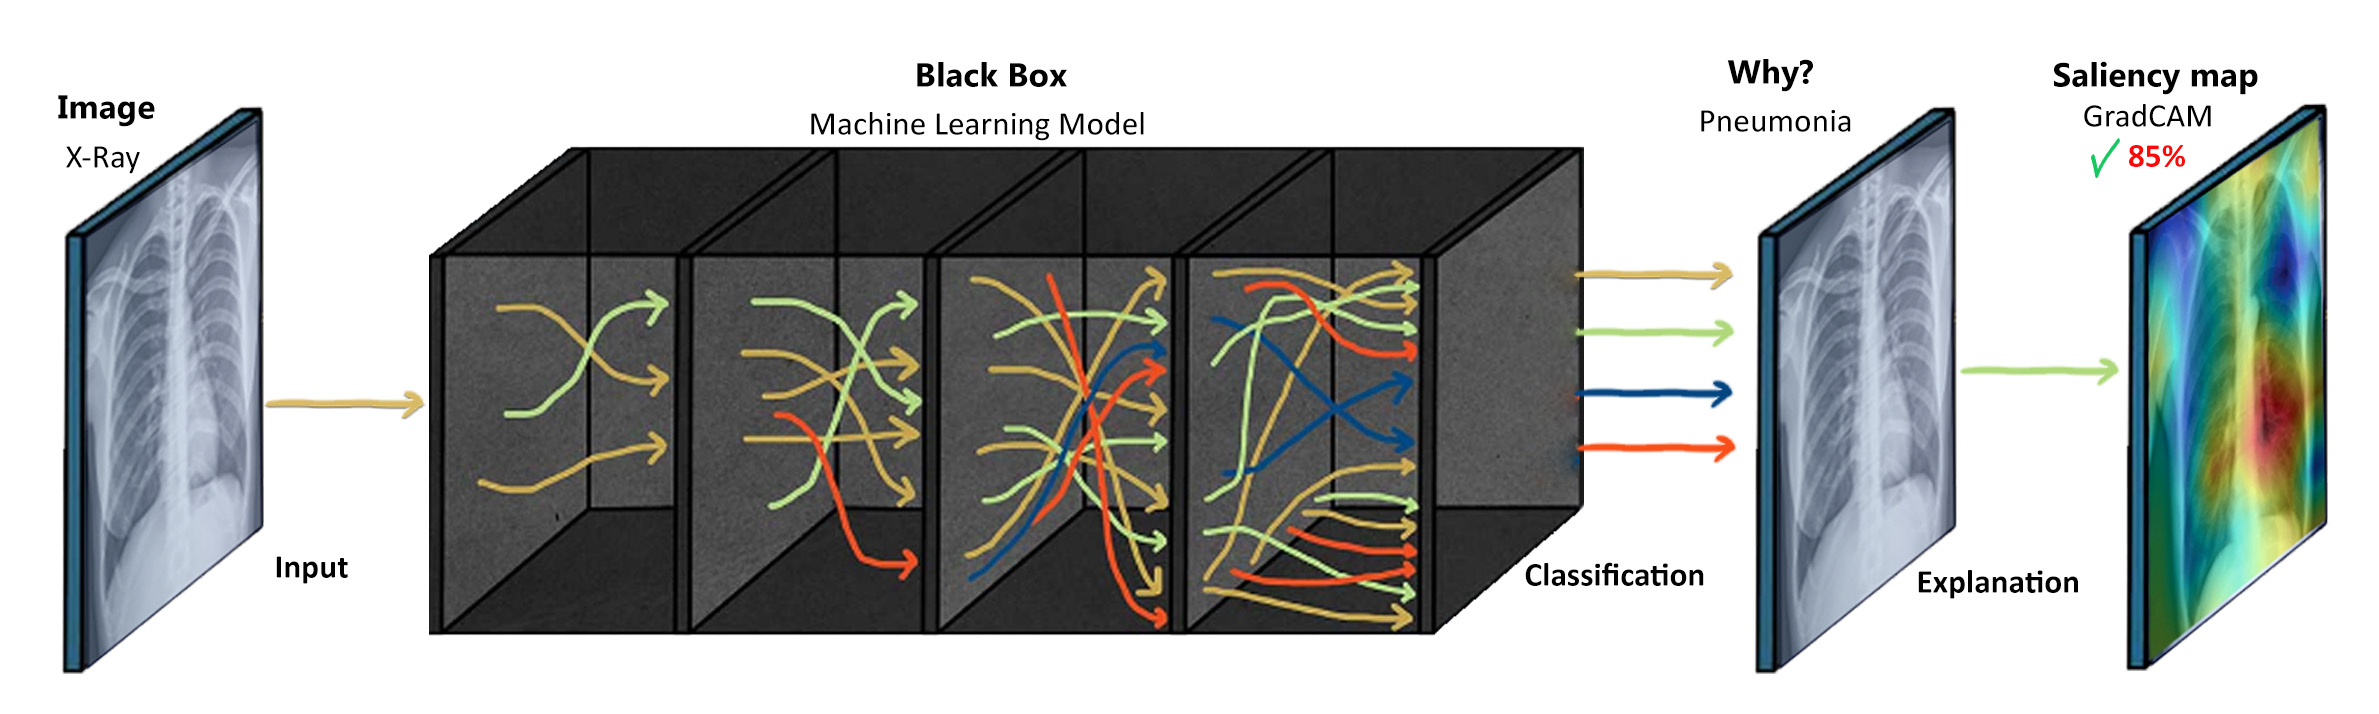 Image
X-Ray
Input
Black Box
Machine Learning Model
Classification
Why?
Pneumonia
Explanation
Saliency map
GradCAM
✓ 85%